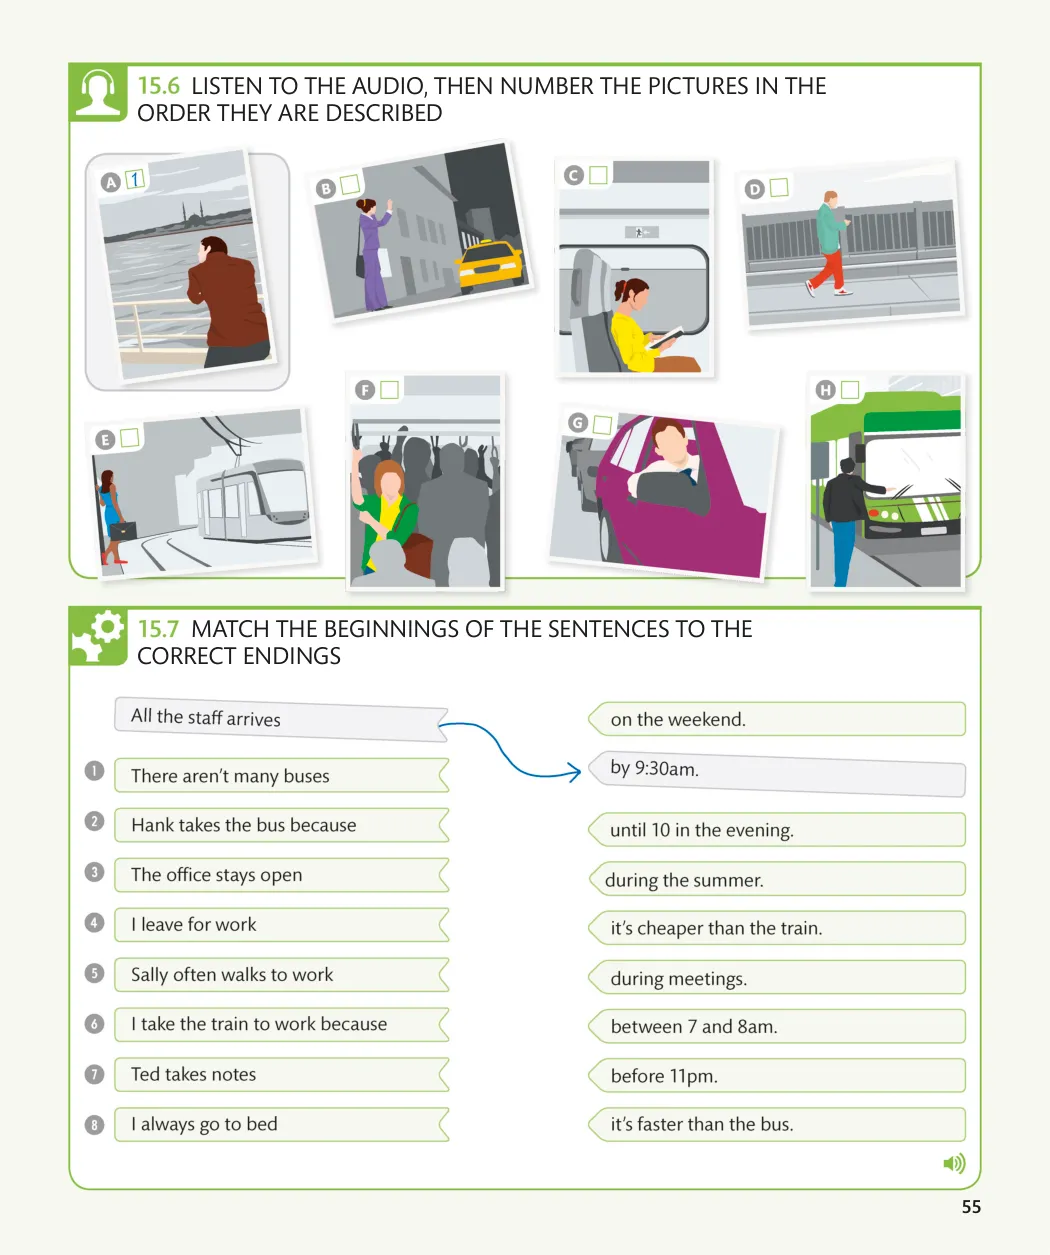 15.6 LISTEN TO THE AUDIO, THEN NUMBER THE PICTURES IN THE
ORDER THEY ARE DESCRIBED
A 1
B
C
D
E
F
G
H
15.7 MATCH THE BEGINNINGS OF THE SENTENCES TO THE
CORRECT ENDINGS
All the staff arrives
1 There aren't many buses
2 Hank takes the bus because
3 The office stays open
4 I leave for work
5 Sally often walks to work
6 I take the train to work because
7 Ted takes notes
8 I always go to bed
on the weekend.
by 9:30am.
until 10 in the evening.
during the summer.
it's cheaper than the train.
during meetings.
between 7 and 8am.
before 11pm.
it's faster than the bus.
55